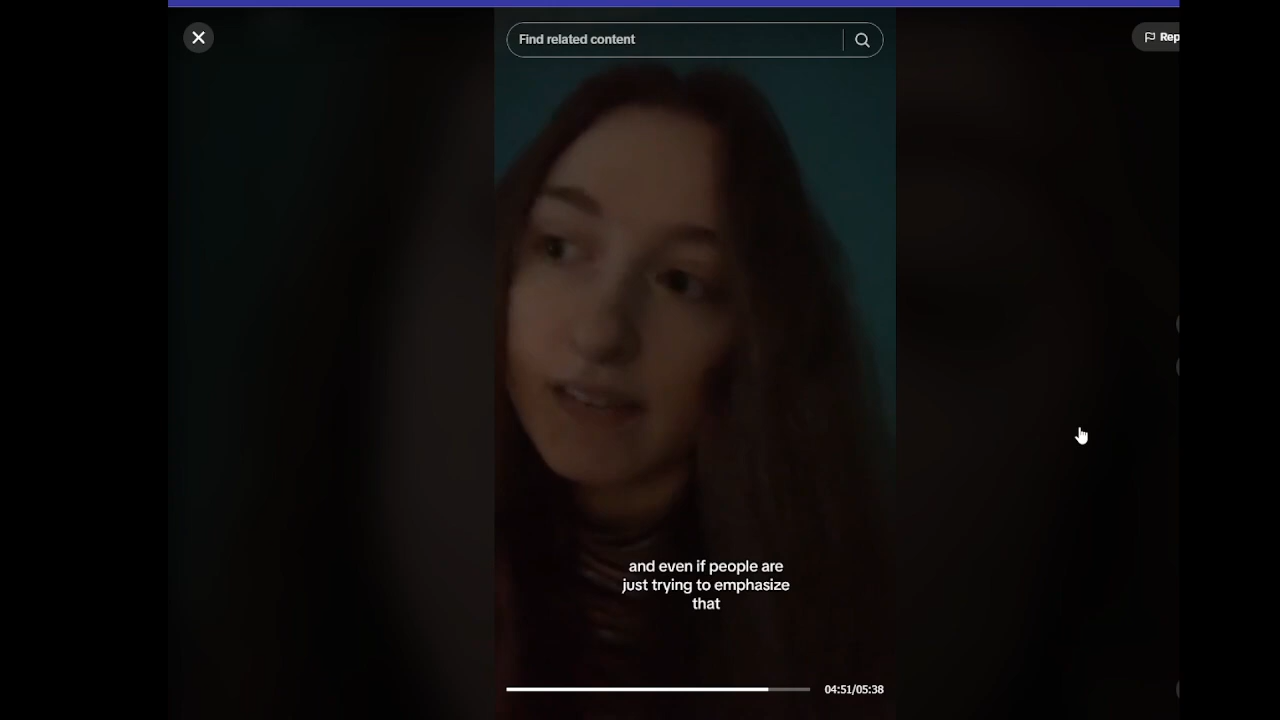 Find related content
Rep
and even if people are
just trying to emphasize
that
04:51/05:38